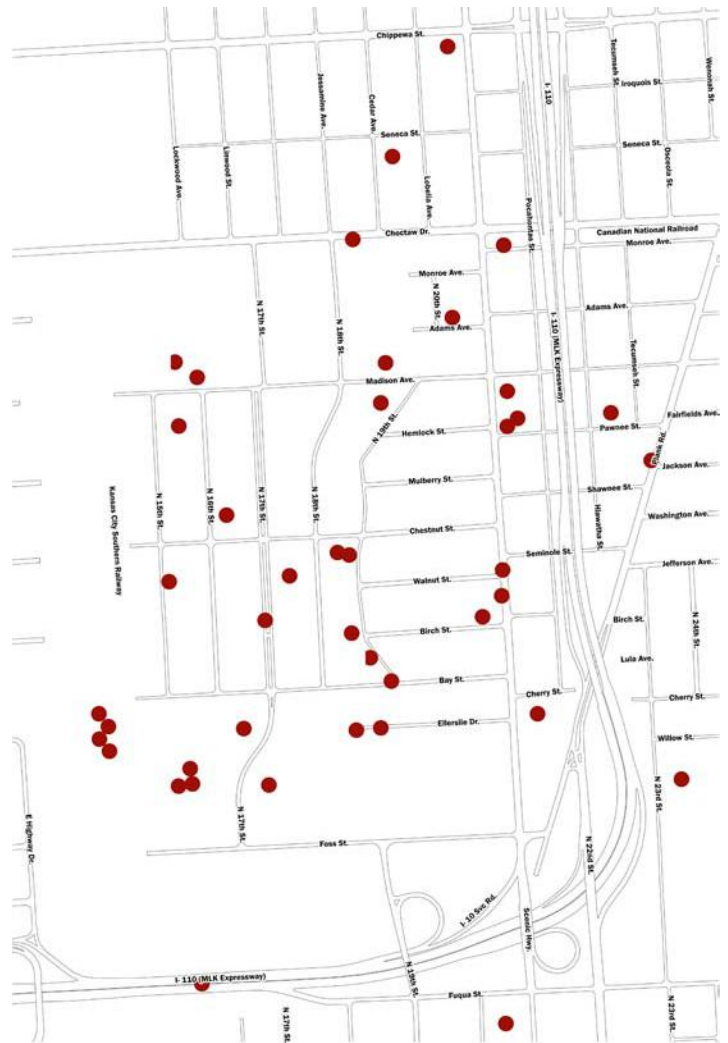 Chippewa St.
Tecumseh St.
Wenonah St.
Jessamine Ave.
Cedar Ave.
I- 110
Iroquois St.
Seneca St.
Seneca St.
Lockwood Ave.
Linwood St.
Lobelia Ave.
Osceola St.
Pocahontas St.
Choctaw Dr.
Canadian National Railroad
Monroe Ave.
Monroe Ave.
N 20th St.
N 17th St.
N 18th St.
Adams Ave.
Adams Ave.
I- 110 (MLK Expressway)
Tecumseh St.
Madison Ave.
N 19th St.
Fairfields Ave.
Hemlock St.
Pawnee St.
Plank Rd.
Jackson Ave.
Mulberry St.
Shawnee St.
Kansas City Southern Railway
N 15th St.
N 16th St.
N 17th St.
N 18th St.
Hiawatha St.
Washington Ave.
Chestnut St.
Seminole St.
Jefferson Ave.
Walnut St.
Birch St.
Birch St.
N 24th St.
Lula Ave.
Bay St.
Cherry St.
Cherry St.
Ellerslie Dr.
Willow St.
N 23rd St.
E Highway Dr.
N 17th St.
Foss St.
N 22nd St.
I- 10 Svc Rd.
Scenic Hwy.
I- 110 (MLK Expressway)
N 19th St.
Fuqua St.
N 17th St.
N 23rd St.